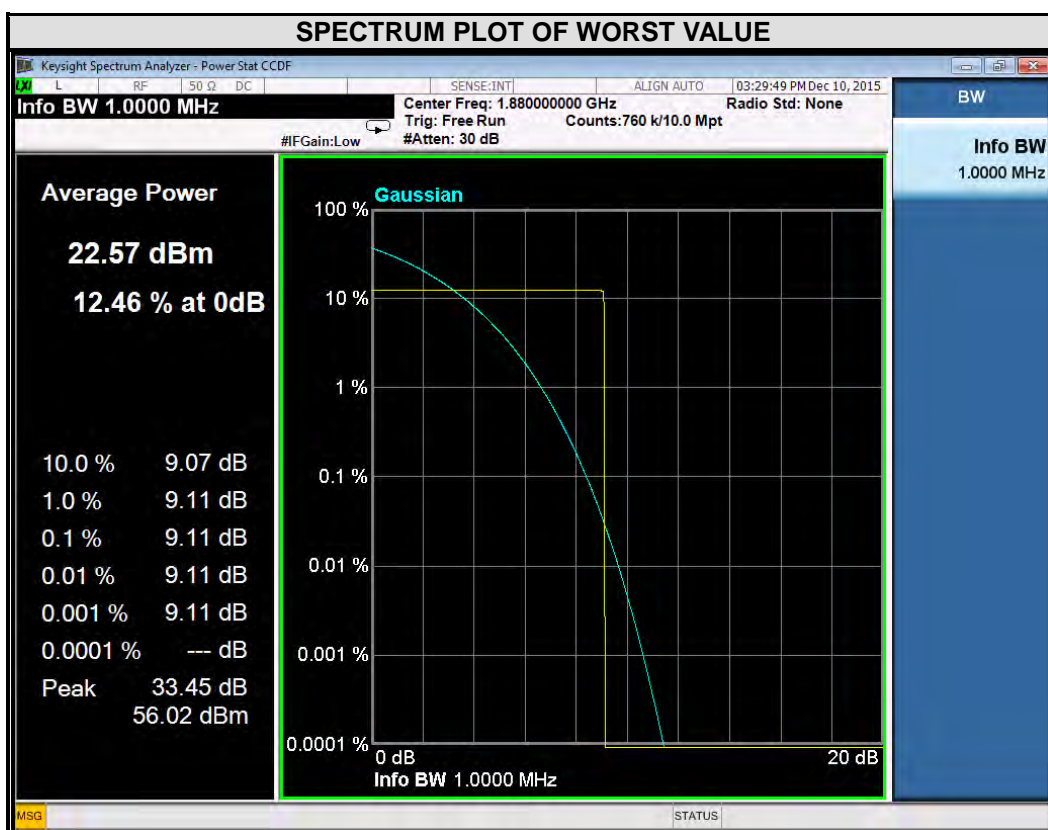 SPECTRUM PLOT OF WORST VALUE
Keysight Spectrum Analyzer - Power Stat CCDF
LXI L RF 50 Ω DC SENSE:INT ALIGN AUTO 03:29:49 PM Dec 10, 2015
Info BW 1.0000 MHz
Center Freq: 1.880000000 GHz Radio Std: None
Trig: Free Run Counts:760 k/10.0 Mpt
#IFGain:Low #Atten: 30 dB
BW
Info BW
1.0000 MHz
Average Power
22.57 dBm
12.46 % at 0dB
10.0 % 9.07 dB
1.0 % 9.11 dB
0.1 % 9.11 dB
0.01 % 9.11 dB
0.001 % 9.11 dB
0.0001 % --- dB
Peak 33.45 dB
56.02 dBm
Gaussian
100 %
10 %
1 %
0.1 %
0.01 %
0.001 %
0.0001 %
0 dB 20 dB
Info BW 1.0000 MHz
MSG STATUS